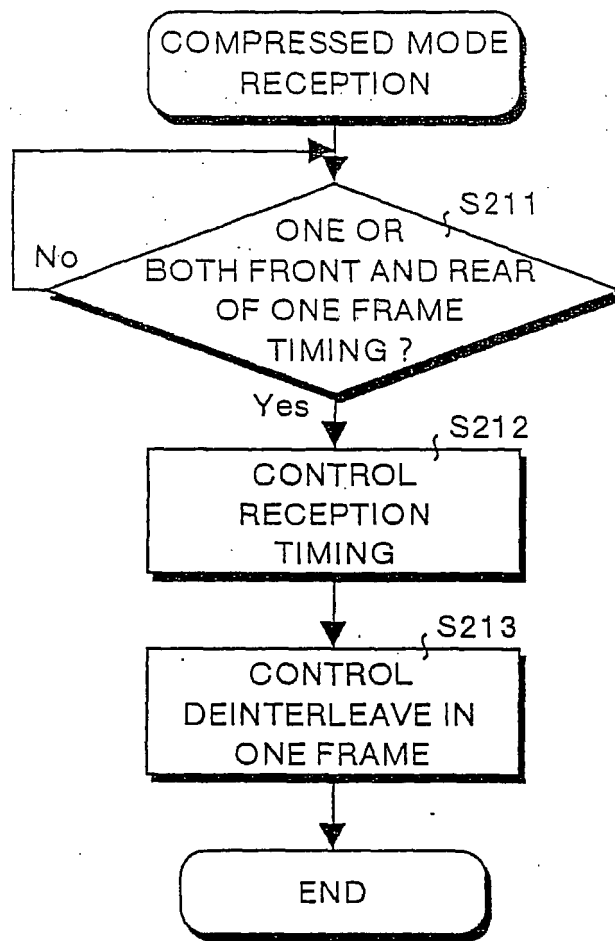 COMPRESSED MODE
RECEPTION
S211
ONE OR
BOTH FRONT AND REAR
OF ONE FRAME
TIMING ?
No
Yes
S212
CONTROL
RECEPTION
TIMING
S213
CONTROL
DEINTERLEAVE IN
ONE FRAME
END